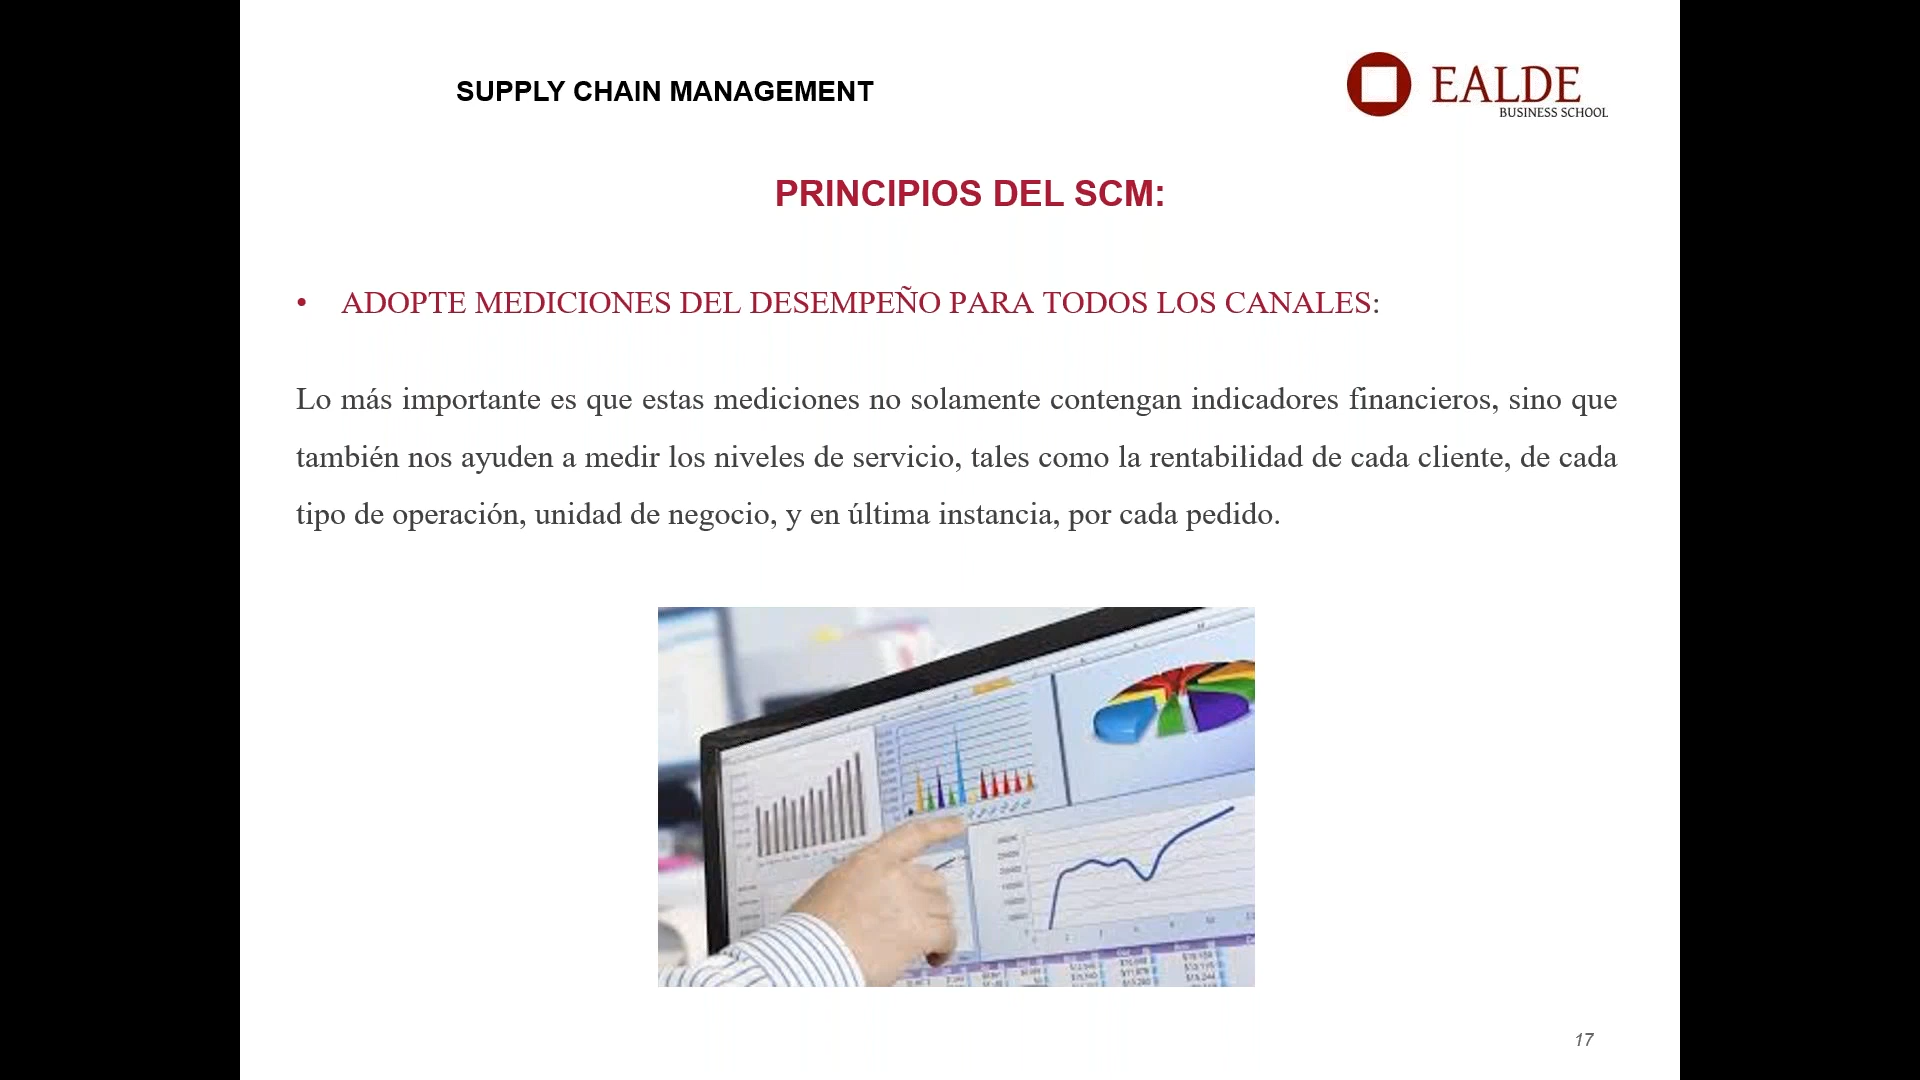 SUPPLY CHAIN MANAGEMENT
EALDE
BUSINESS SCHOOL
PRINCIPIOS DEL SCM:
• ADOPTE MEDICIONES DEL DESEMPEÑO PARA TODOS LOS CANALES:
Lo más importante es que estas mediciones no solamente contengan indicadores financieros, sino que
también nos ayuden a medir los niveles de servicio, tales como la rentabilidad de cada cliente, de cada
tipo de operación, unidad de negocio, y en última instancia, por cada pedido.
17